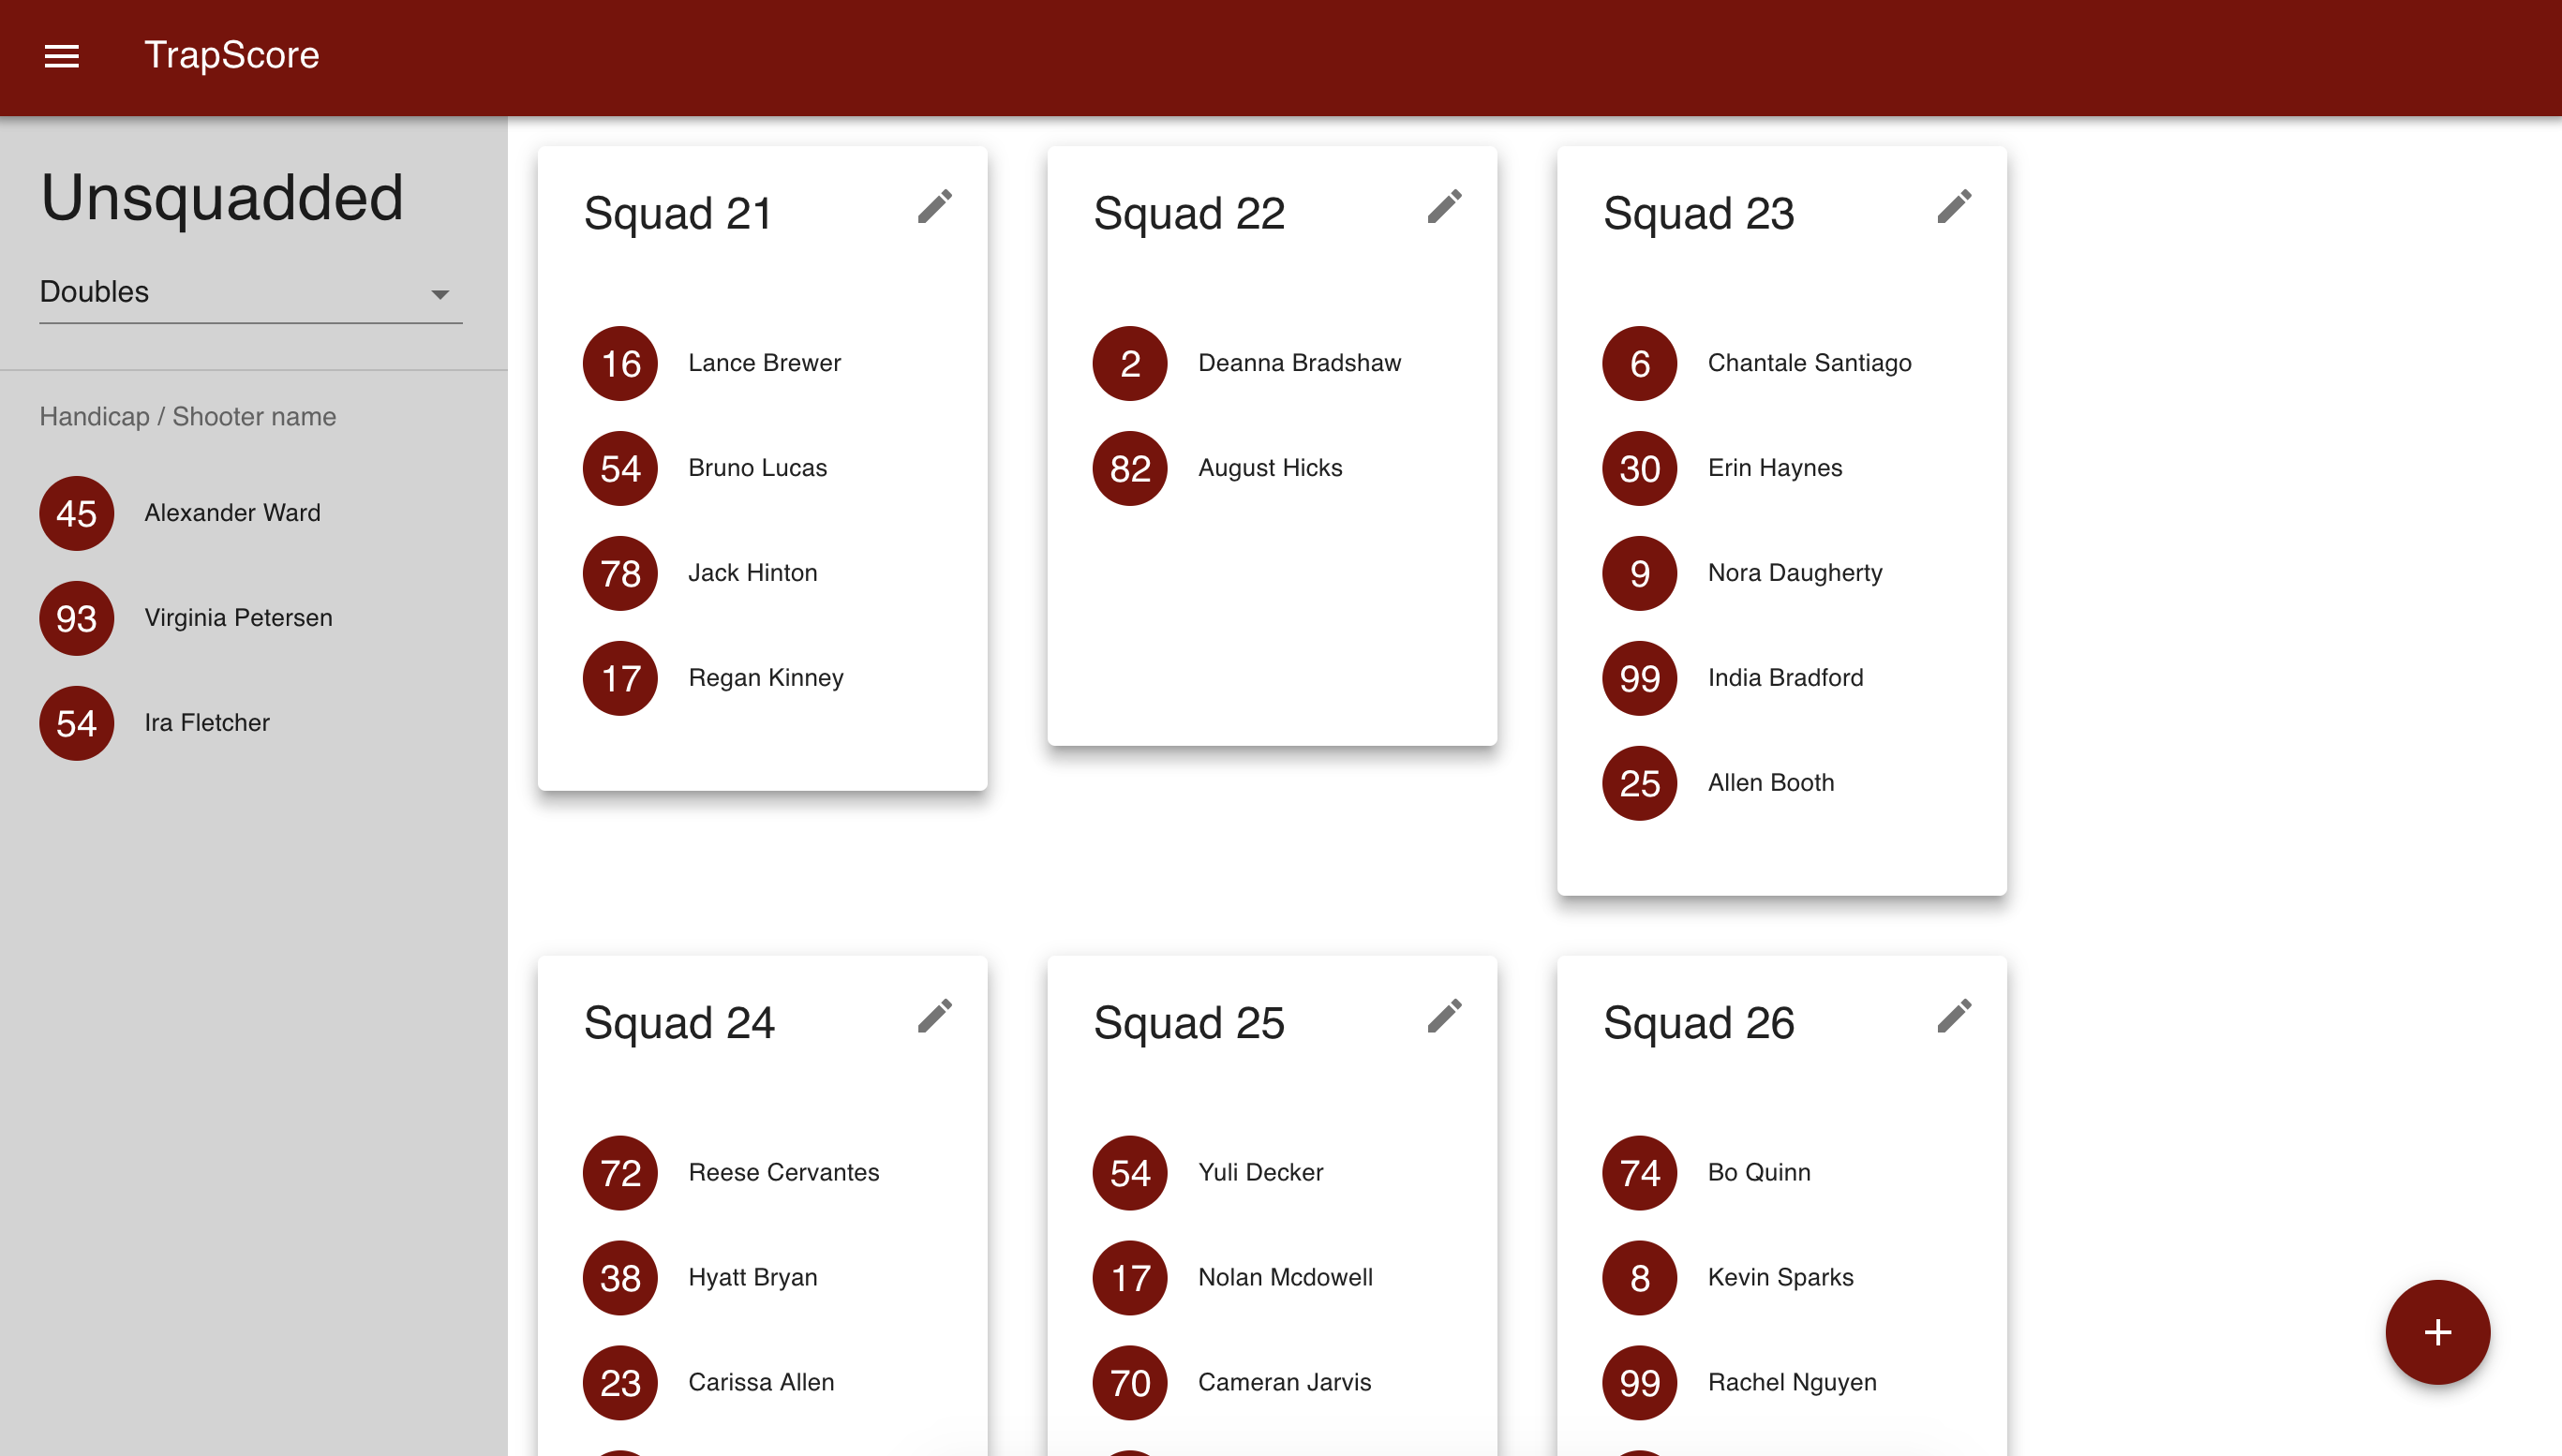 TrapScore
Unsquadded
Doubles
Handicap / Shooter name
45 Alexander Ward
93 Virginia Petersen
54 Ira Fletcher
Squad 21
16 Lance Brewer
54 Bruno Lucas
78 Jack Hinton
17 Regan Kinney
Squad 22
2 Deanna Bradshaw
82 August Hicks
Squad 23
6 Chantale Santiago
30 Erin Haynes
9 Nora Daugherty
99 India Bradford
25 Allen Booth
Squad 24
72 Reese Cervantes
38 Hyatt Bryan
23 Carissa Allen
Squad 25
54 Yuli Decker
17 Nolan Mcdowell
70 Cameran Jarvis
Squad 26
74 Bo Quinn
8 Kevin Sparks
99 Rachel Nguyen
+